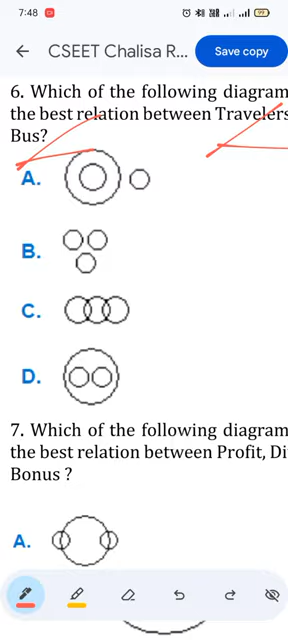 7:48
99
CSEET Chalisa R...
Save copy
6. Which of the following diagram
the best relation between Travelers
Bus?
A.
B.
C.
D.
7. Which of the following diagram
the best relation between Profit, Di
Bonus ?
A.